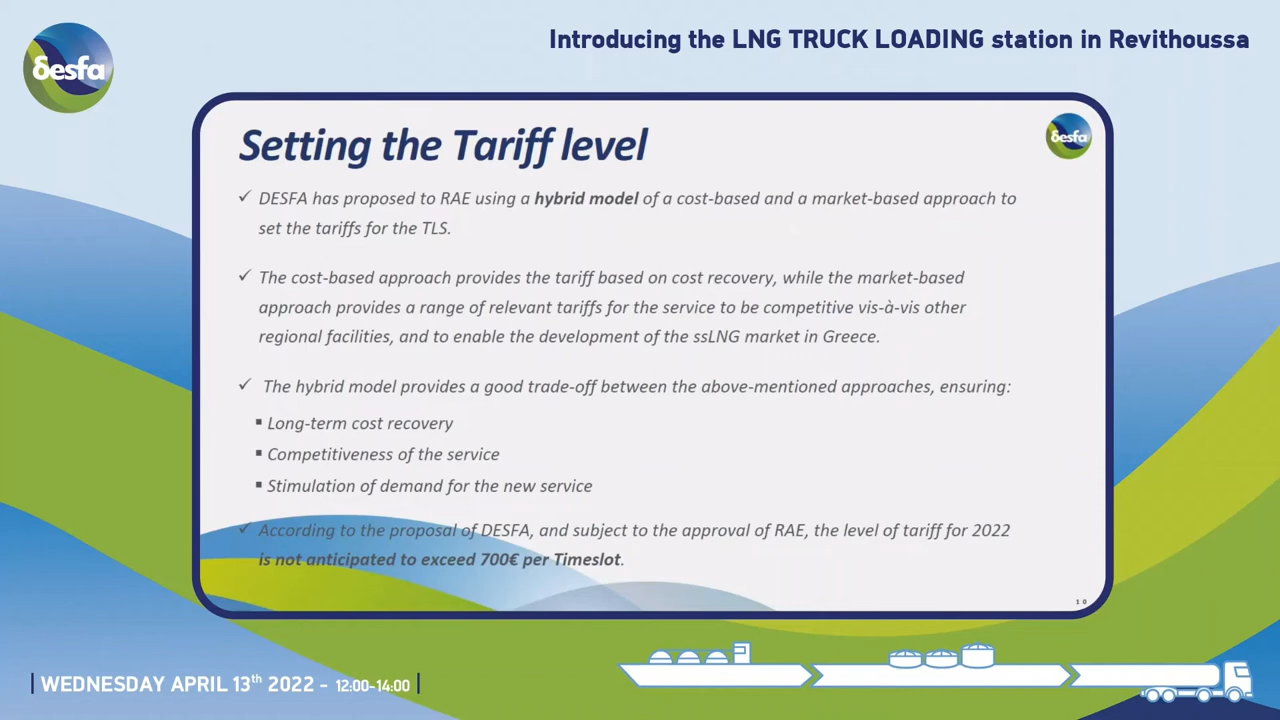 δesfa
Introducing the LNG TRUCK LOADING station in Revithoussa
Setting the Tariff level
δesfa
✓ DESFA has proposed to RAE using a hybrid model of a cost-based and a market-based approach to
set the tariffs for the TLS.
✓ The cost-based approach provides the tariff based on cost recovery, while the market-based
approach provides a range of relevant tariffs for the service to be competitive vis-à-vis other
regional facilities, and to enable the development of the ssLNG market in Greece.
✓ The hybrid model provides a good trade-off between the above-mentioned approaches, ensuring:
▪ Long-term cost recovery
▪ Competitiveness of the service
▪ Stimulation of demand for the new service
✓ According to the proposal of DESFA, and subject to the approval of RAE, the level of tariff for 2022
is not anticipated to exceed 700€ per Timeslot.
10
| WEDNESDAY APRIL 13th 2022 - 12:00-14:00 |